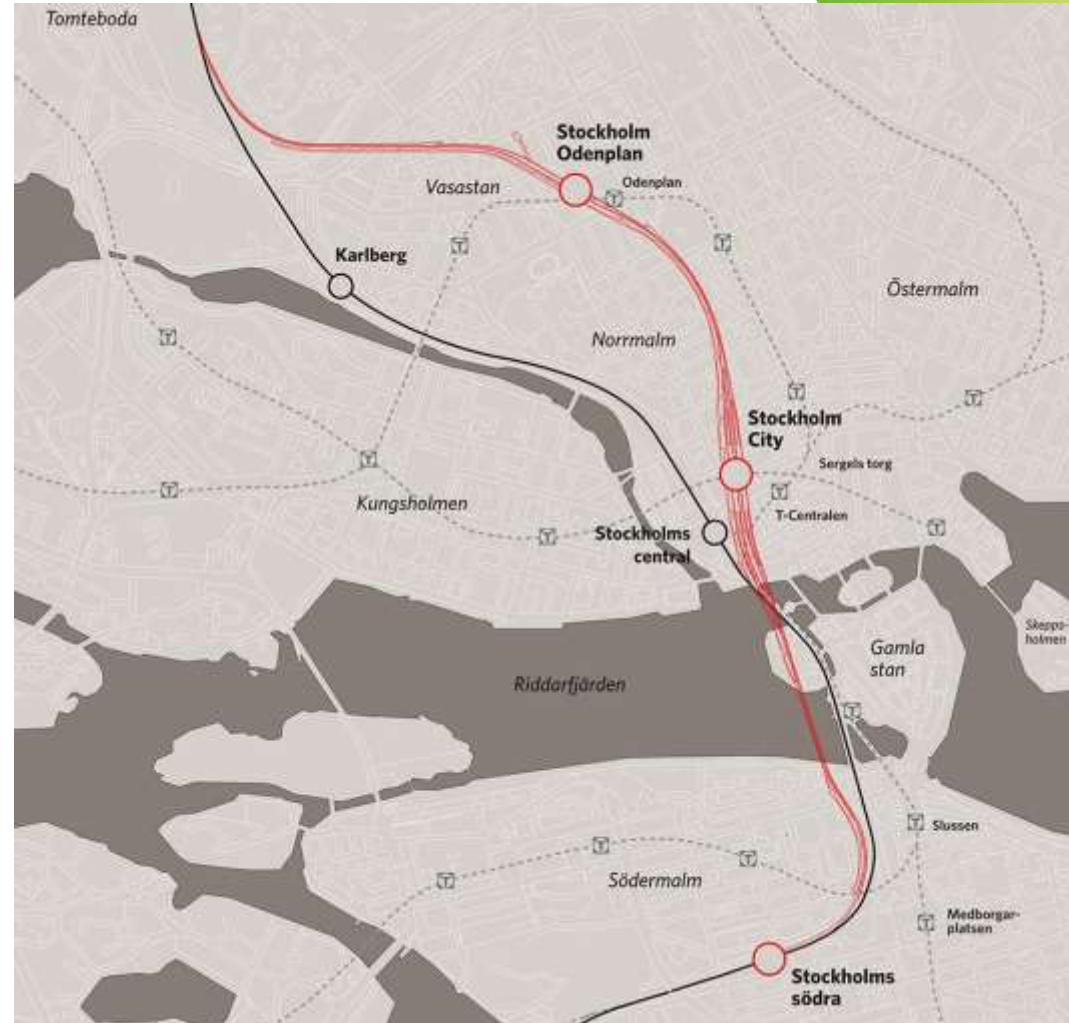 Tomteboda
Stockholm
Odenplan
Odenplan
Vasastan
T
T
T
Karlberg
Östermalm
T
Norrmalm
T
T
Stockholm
City
T
Sergels torg
T
T
Kungsholmen
T-Centralen
T
Stockholms
central
T
Skepps-
holmen
Gamla
stan
Riddarfjärden
T
T
Slussen
T
T
T
Södermalm
T
Medborgar-
platsen
Stockholms
södra